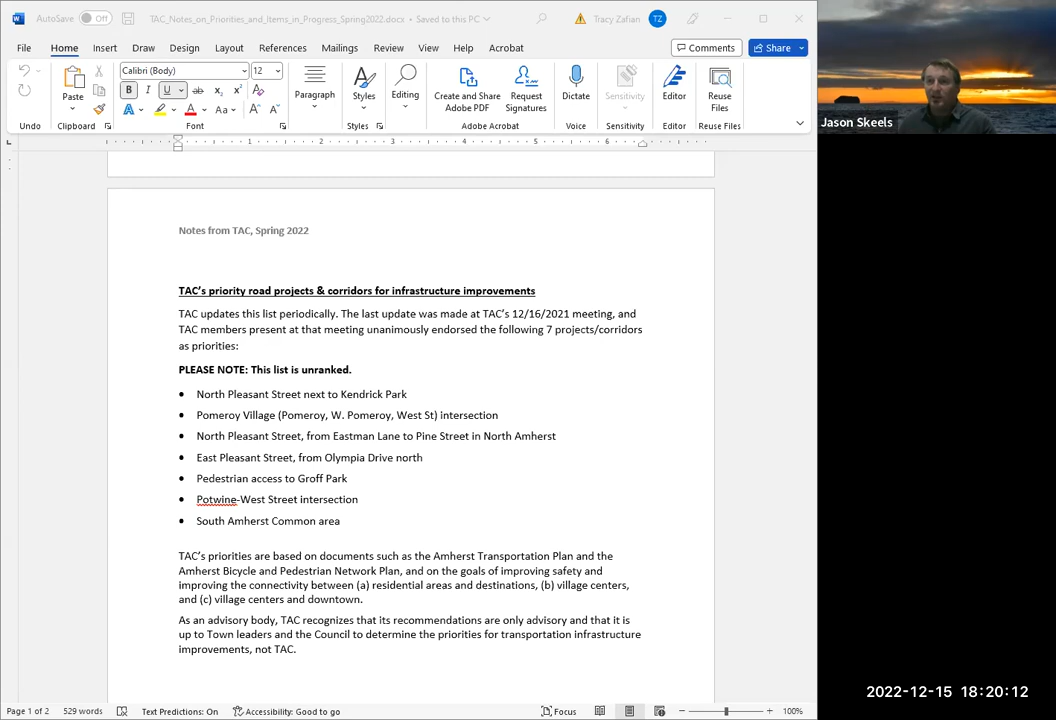 AutoSave Off TAC_Notes_on_Priorities_and_Items_in_Progress_Spring2022.docx • Saved to this PC Tracy Zafian TZ
File Home Insert Draw Design Layout References Mailings Review View Help Acrobat Comments Share
Calibri (Body) 12
B I U ab x₂ x² A
Paste Paragraph Styles Editing Create and Share Adobe PDF Request Signatures Dictate Sensitivity Editor Reuse Files
A A Aa A A
Undo Clipboard Font Styles Adobe Acrobat Voice Sensitivity Editor Reuse Files
Jason Skeels
1 2 3 4 5 6
Notes from TAC, Spring 2022
TAC's priority road projects & corridors for infrastructure improvements
TAC updates this list periodically. The last update was made at TAC's 12/16/2021 meeting, and
TAC members present at that meeting unanimously endorsed the following 7 projects/corridors
as priorities:
PLEASE NOTE: This list is unranked.
• North Pleasant Street next to Kendrick Park
• Pomeroy Village (Pomeroy, W. Pomeroy, West St) intersection
• North Pleasant Street, from Eastman Lane to Pine Street in North Amherst
• East Pleasant Street, from Olympia Drive north
• Pedestrian access to Groff Park
• Potwine-West Street intersection
• South Amherst Common area
TAC's priorities are based on documents such as the Amherst Transportation Plan and the
Amherst Bicycle and Pedestrian Network Plan, and on the goals of improving safety and
improving the connectivity between (a) residential areas and destinations, (b) village centers,
and (c) village centers and downtown.
As an advisory body, TAC recognizes that its recommendations are only advisory and that it is
up to Town leaders and the Council to determine the priorities for transportation infrastructure
improvements, not TAC.
2022-12-15 18:20:12
Page 1 of 2 529 words Text Predictions: On Accessibility: Good to go Focus 100%